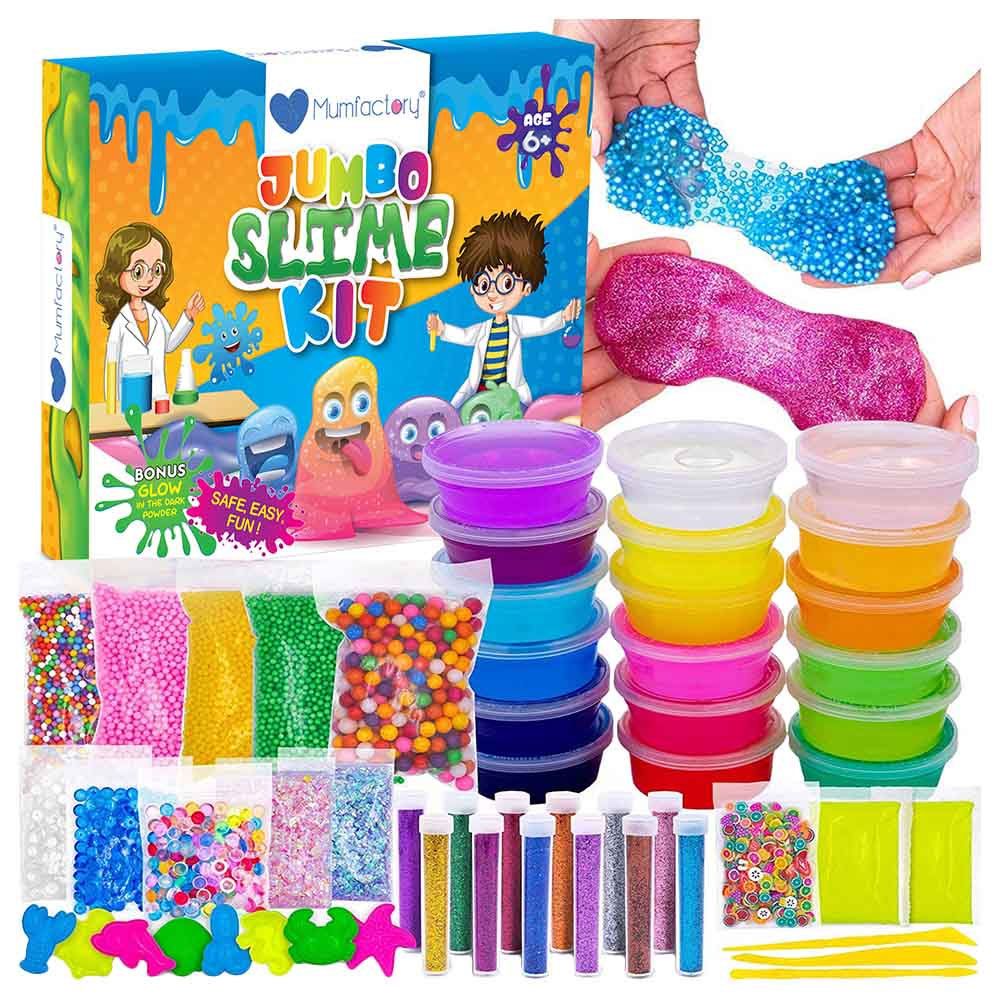 Mumfactory®
AGE
6+
JUMBO
SLIME
KIT
Mumfactory®
BONUS
GLOW
IN THE DARK
POWDER
SAFE, EASY,
FUN!